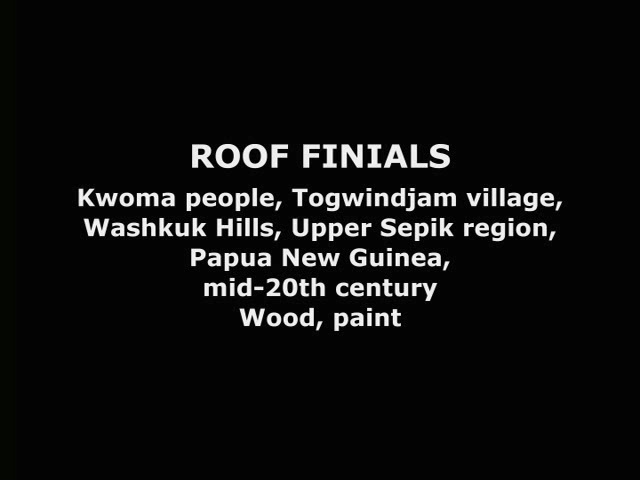 ROOF FINIALS
Kwoma people, Togwindjam village,
Washkuk Hills, Upper Sepik region,
Papua New Guinea,
mid-20th century
Wood, paint